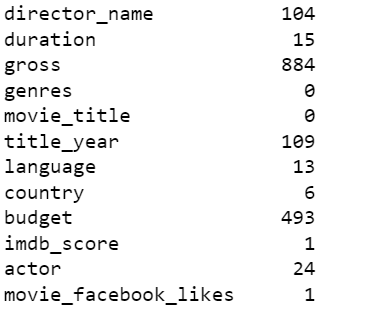 director_name 104
duration 15
gross 884
genres 0
movie_title 0
title_year 109
language 13
country 6
budget 493
imdb_score 1
actor 24
movie_facebook_likes 1